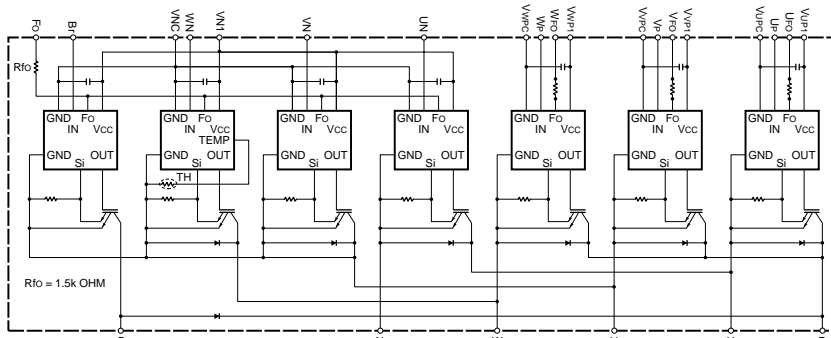 FO Br VNC WN VN1 VN UN VWPC WP WFO VWP1 VVPC VP VFO VVP1 VUPC UP UFO VUP1
RfO
GND FO GND FO GND FO GND FO GND FO GND FO GND FO
IN VCC IN VCC IN VCC IN VCC IN VCC IN VCC IN VCC
TEMP
GND OUT GND OUT GND OUT GND OUT GND OUT GND OUT GND OUT
Si Si Si Si Si Si Si
TH
RfO = 1.5k OHM